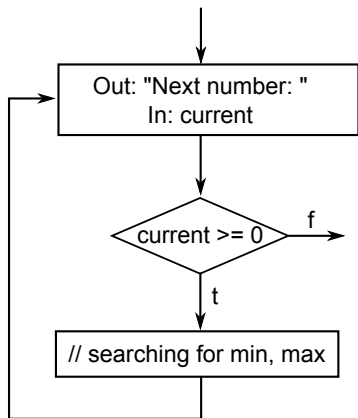 Out: "Next number: "
In: current
current >= 0
f
t
// searching for min, max